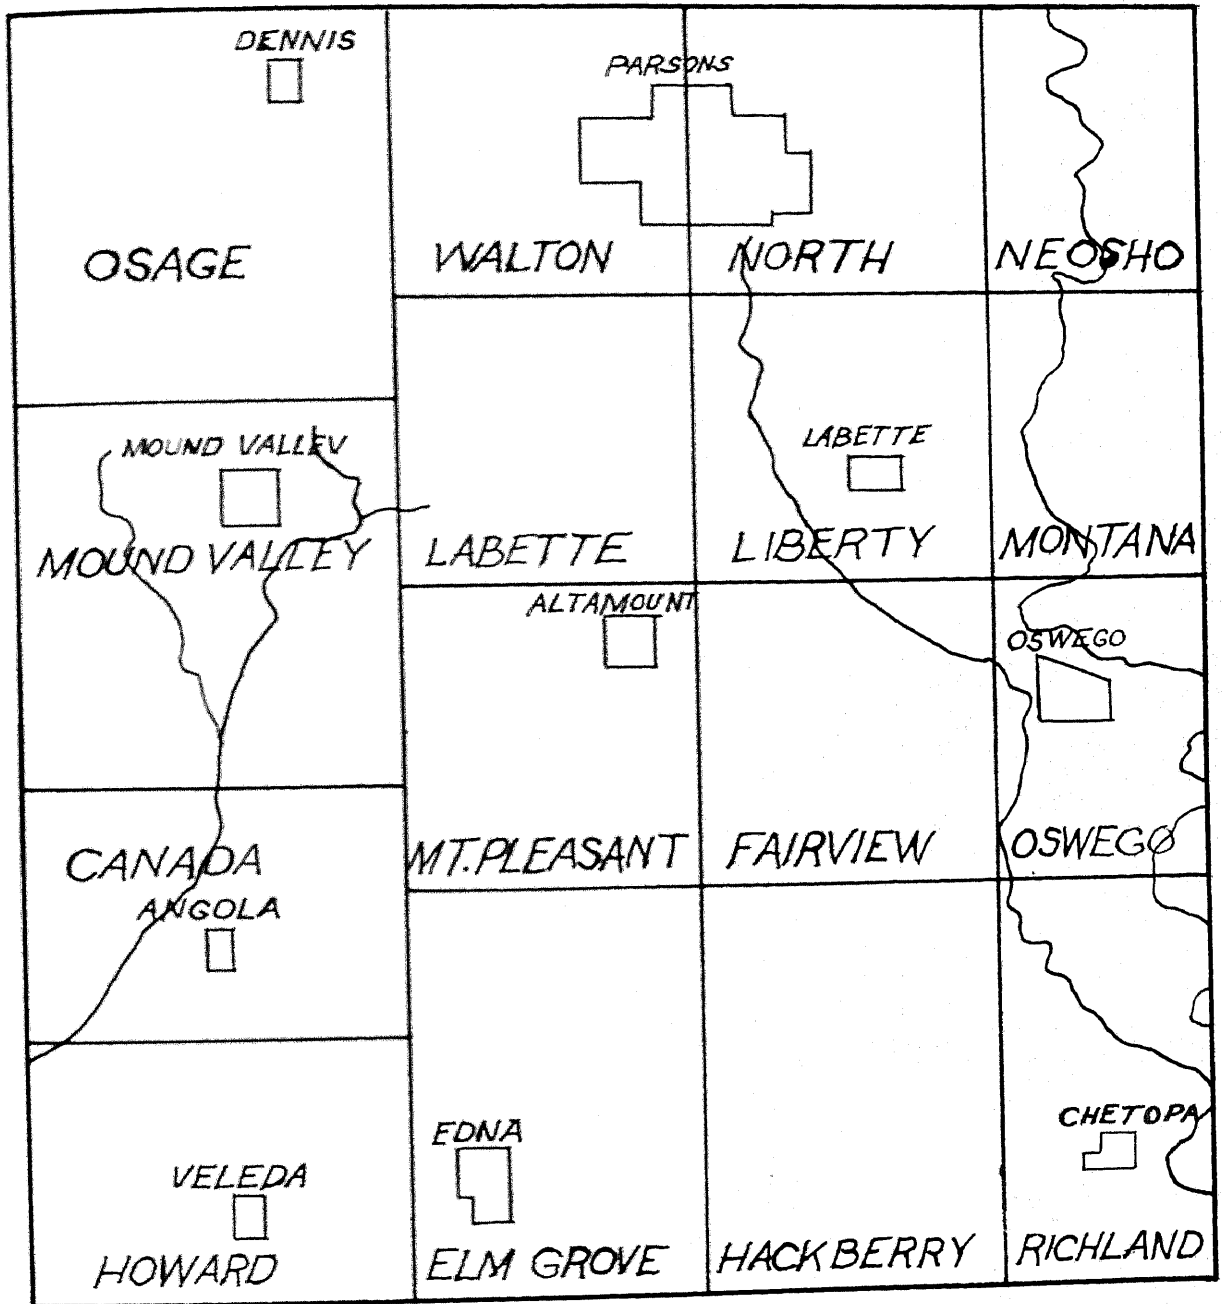 DENNIS
PARSONS
OSAGE
WALTON
NORTH
NEOSHO
MOUND VALLEY
LABETTE
MOUND VALLEY
LABETTE
LIBERTY
MONTANA
ALTAMOUNT
OSWEGO
CANADA
MT. PLEASANT
FAIRVIEW
OSWEGO
ANGOLA
CHETOPA
EDNA
VELEDA
HOWARD
ELM GROVE
HACKBERRY
RICHLAND